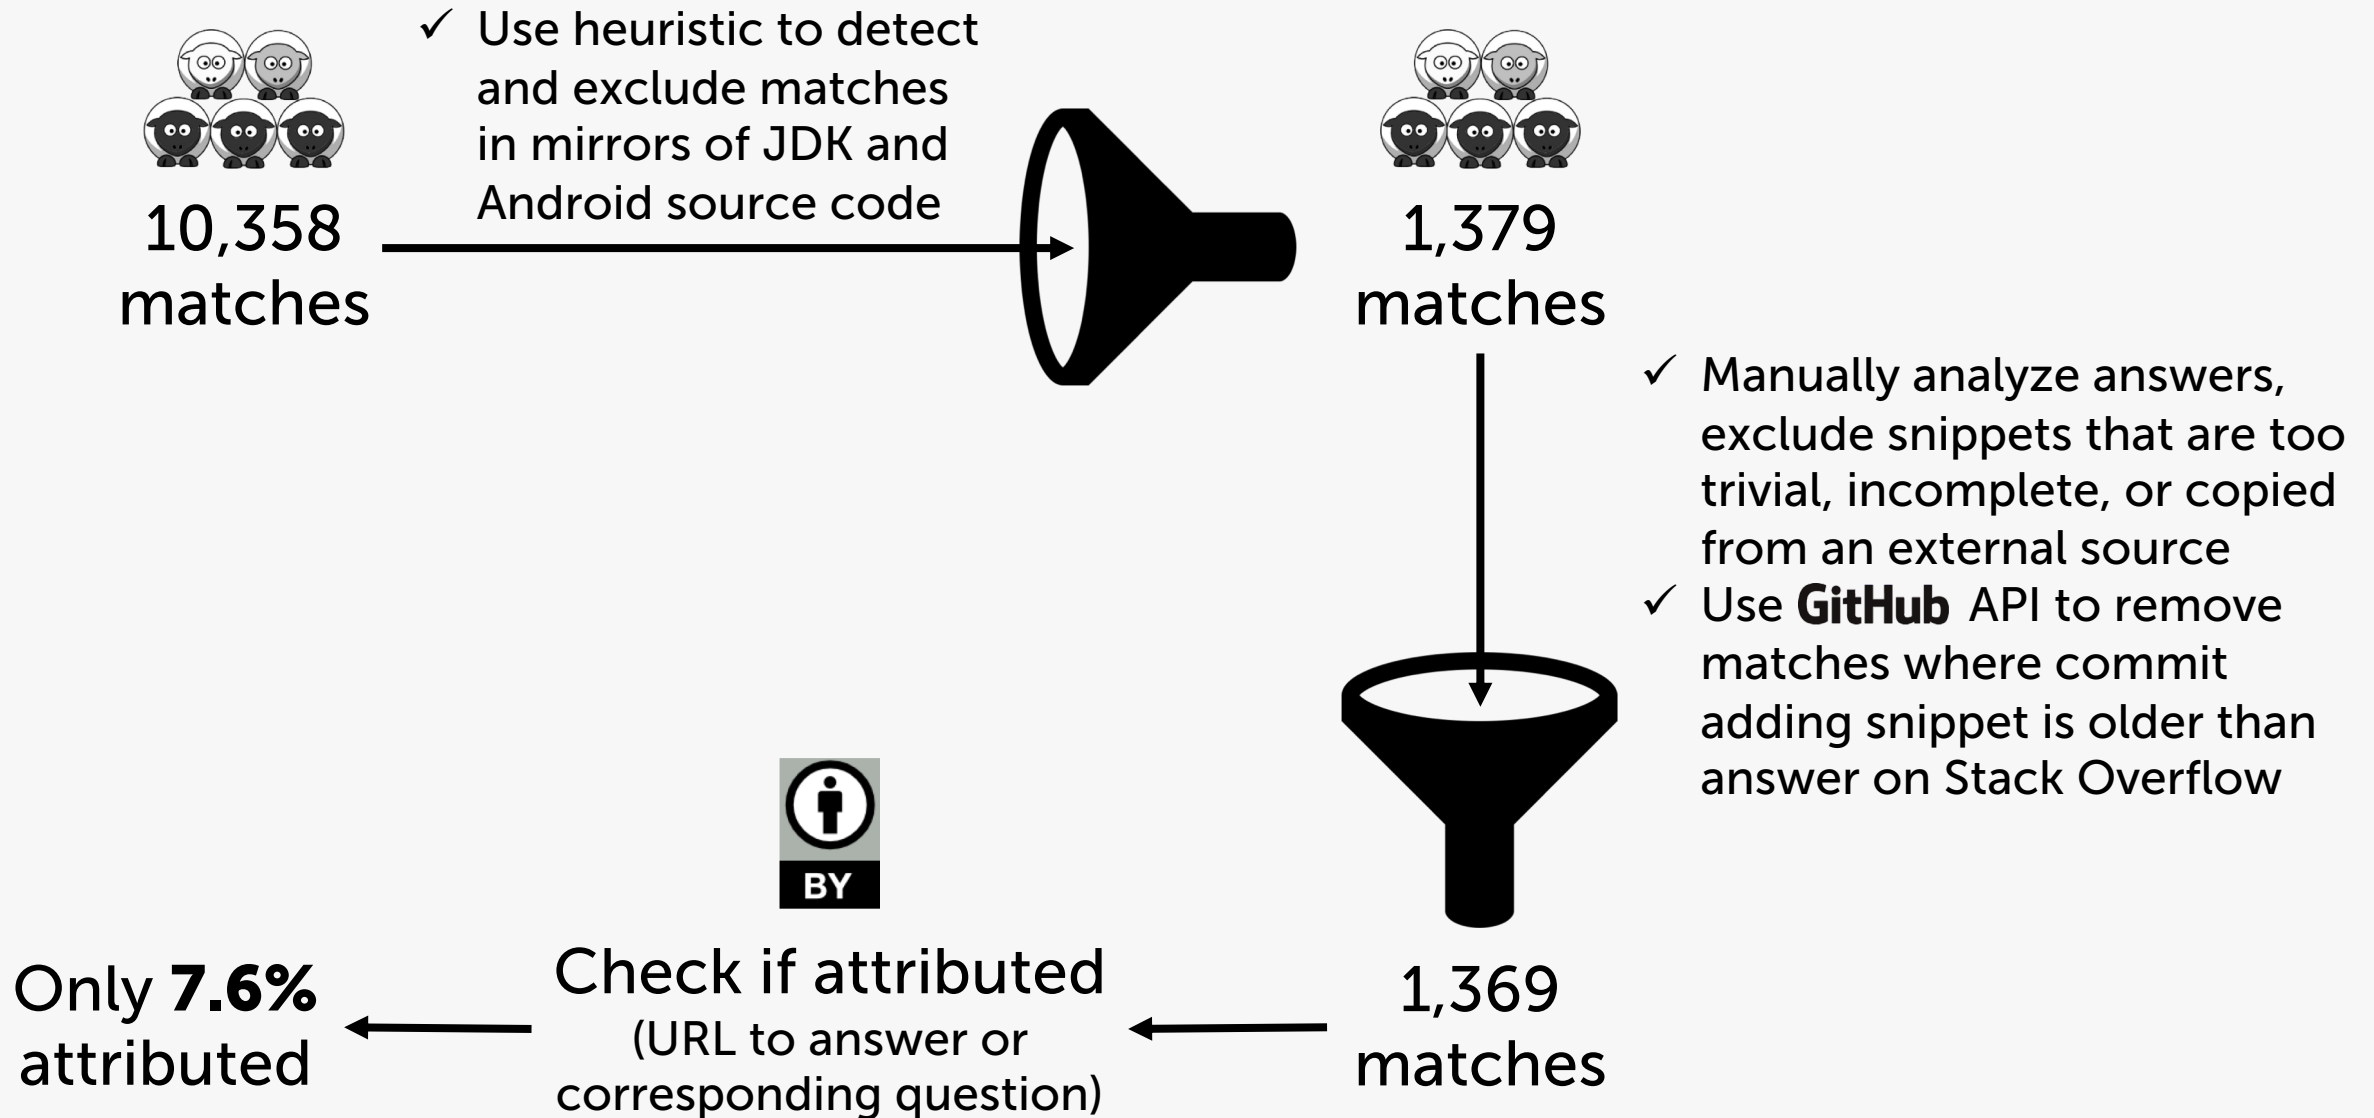 ✓ Use heuristic to detect
and exclude matches
in mirrors of JDK and
Android source code
10,358
matches
1,379
matches
✓ Manually analyze answers,
exclude snippets that are too
trivial, incomplete, or copied
from an external source
✓ Use GitHub API to remove
matches where commit
adding snippet is older than
answer on Stack Overflow
1,369
matches
BY
Check if attributed
(URL to answer or
corresponding question)
Only 7.6%
attributed